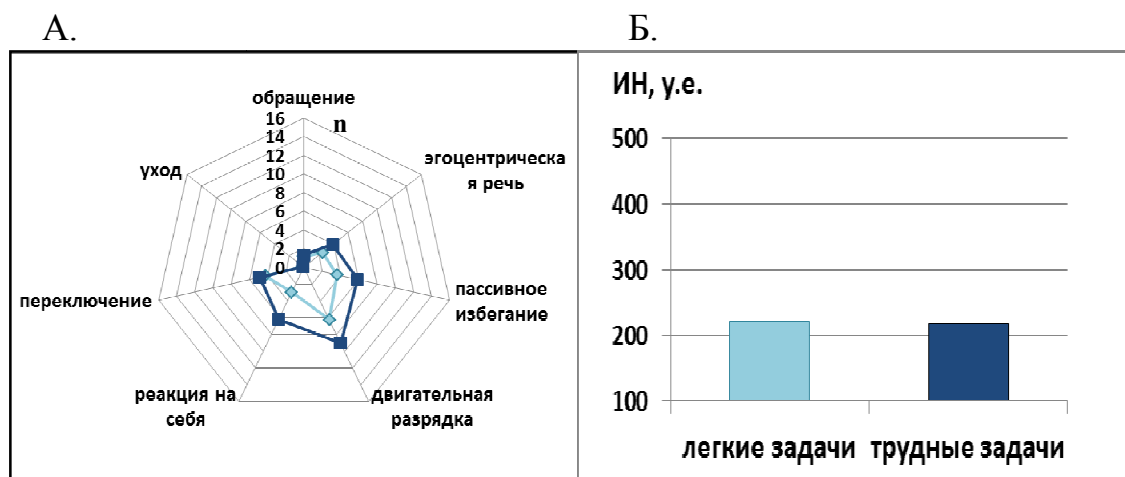 А.
Б.
обращение
n
16
14
12
10
8
6
4
2
0
эгоцентрическа
я речь
пассивное
избегание
двигательная
разрядка
реакция на
себя
переключение
уход
ИН, у.е.
500
400
300
200
100
легкие задачи
трудные задачи